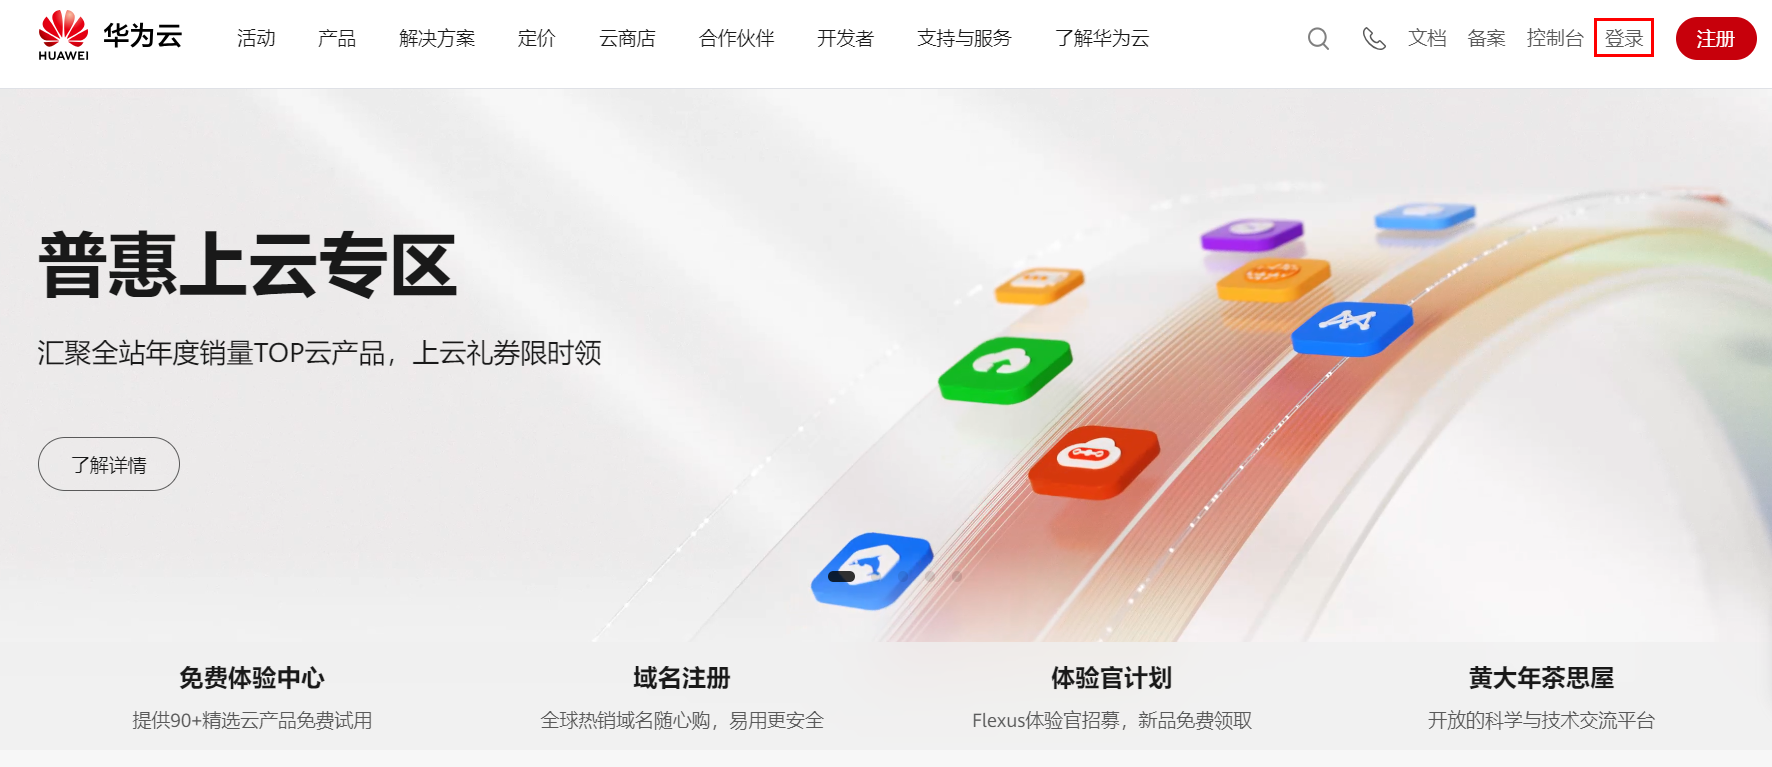 HUAWEI 华为云 活动 产品 解决方案 定价 云商店 合作伙伴 开发者 支持与服务 了解华为云 文档 备案 控制台 登录 注册
普惠上云专区
汇聚全站年度销量TOP云产品，上云礼券限时领
了解详情
免费体验中心 域名注册 体验官计划 黄大年茶思屋
提供90+精选云产品免费试用 全球热销域名随心购，易用更安全 Flexus体验官招募，新品免费领取 开放的科学与技术交流平台